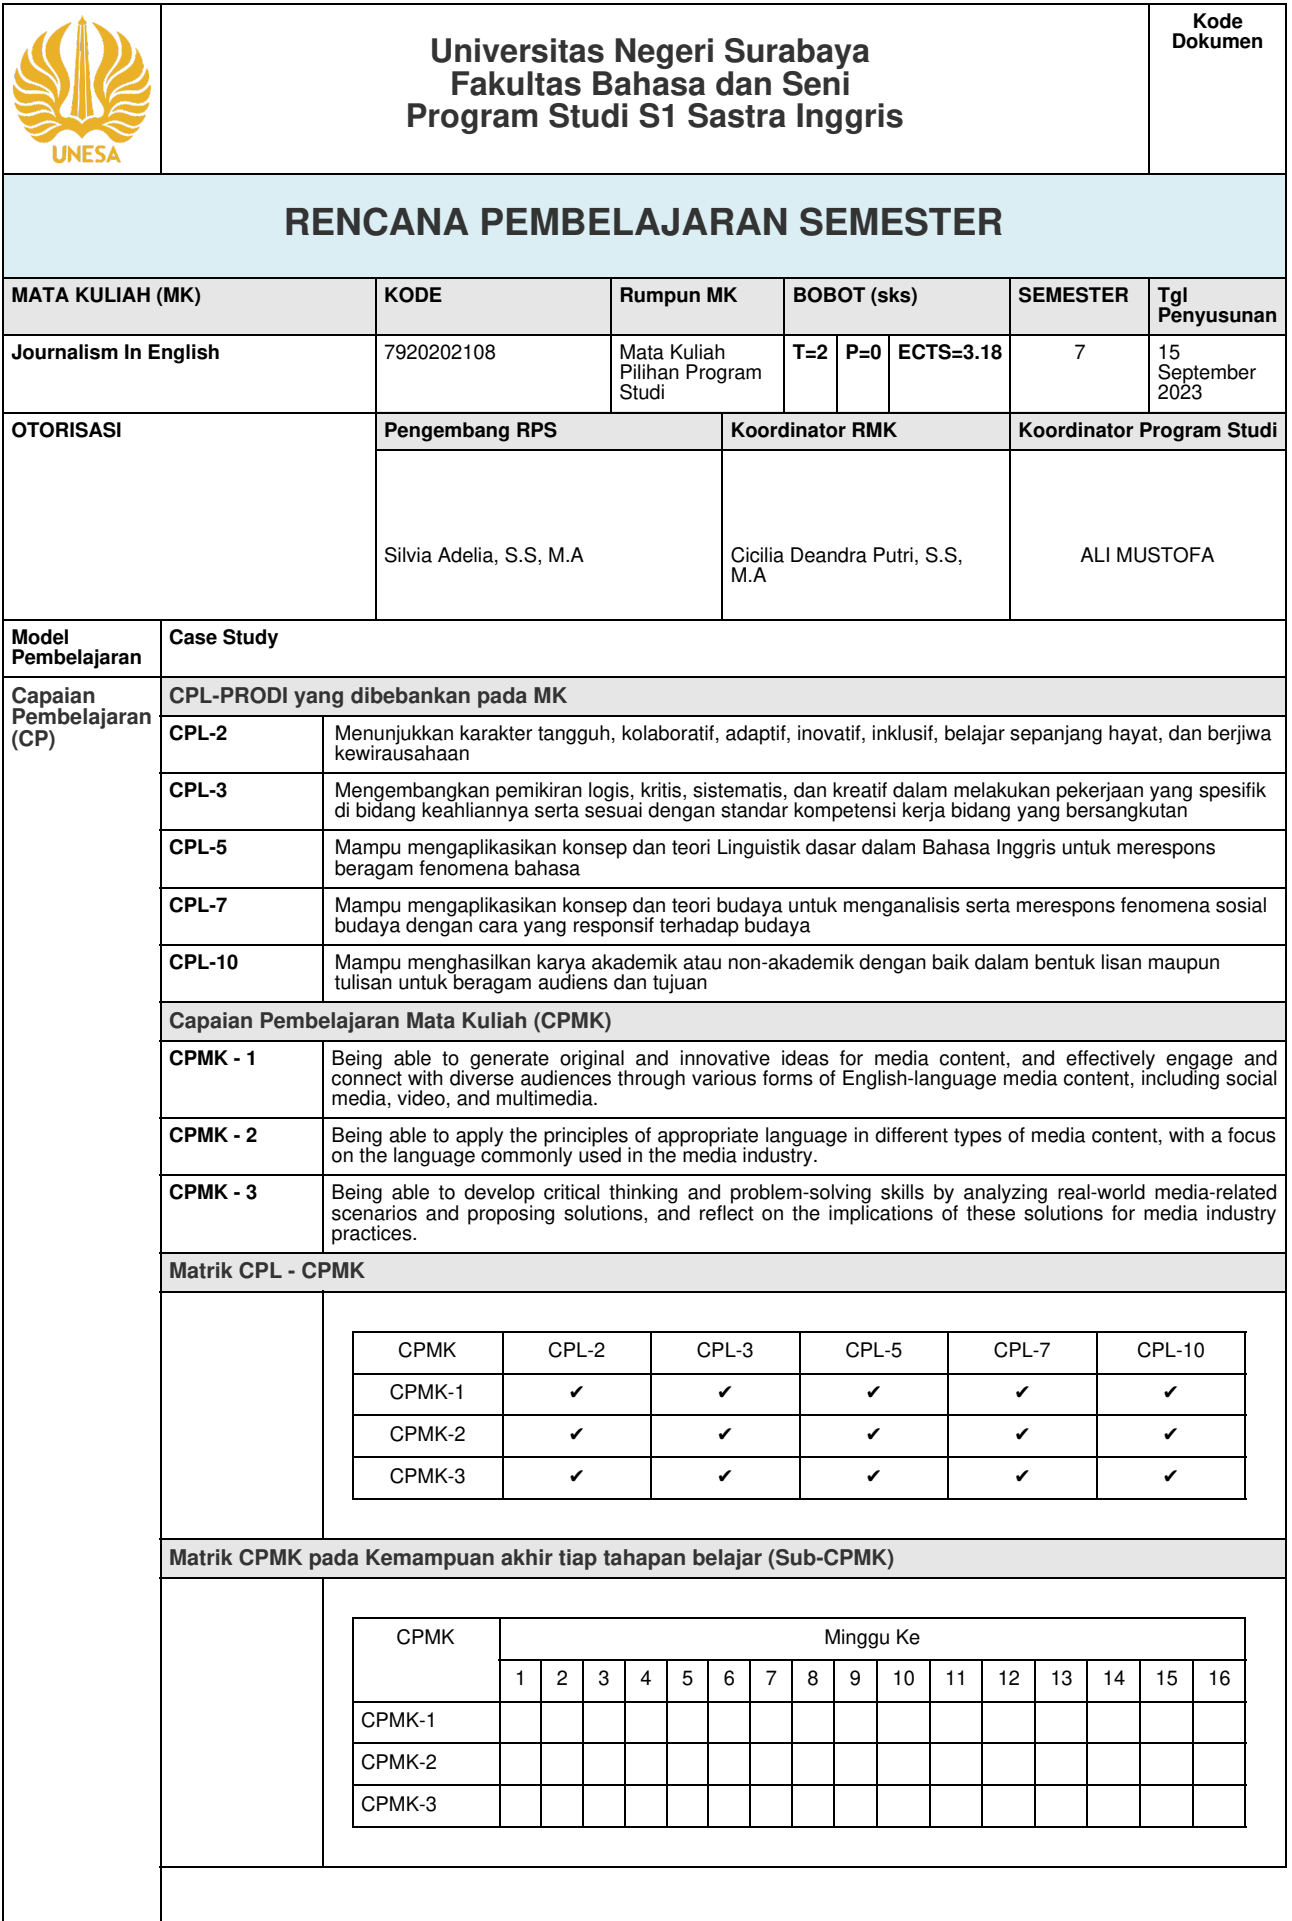 UNESA
Universitas Negeri Surabaya
Fakultas Bahasa dan Seni
Program Studi S1 Sastra Inggris
Kode
Dokumen
RENCANA PEMBELAJARAN SEMESTER
MATA KULIAH (MK) KODE Rumpun MK BOBOT (sks) SEMESTER Tgl
Penyusunan
Journalism In English 7920202108 Mata Kuliah
Pilihan Program
Studi
T=2 P=0 ECTS=3.18 7 15
September
2023
OTORISASI Pengembang RPS Koordinator RMK Koordinator Program Studi
Silvia Adelia, S.S, M.A Cicilia Deandra Putri, S.S,
M.A
ALI MUSTOFA
Model
Pembelajaran
Case Study
Capaian
Pembelajaran
(CP)
CPL-PRODI yang dibebankan pada MK
CPL-2 Menunjukkan karakter tangguh, kolaboratif, adaptif, inovatif, inklusif, belajar sepanjang hayat, dan berjiwa
kewirausahaan
CPL-3 Mengembangkan pemikiran logis, kritis, sistematis, dan kreatif dalam melakukan pekerjaan yang spesifik
di bidang keahliannya serta sesuai dengan standar kompetensi kerja bidang yang bersangkutan
CPL-5 Mampu mengaplikasikan konsep dan teori Linguistik dasar dalam Bahasa Inggris untuk merespons
beragam fenomena bahasa
CPL-7 Mampu mengaplikasikan konsep dan teori budaya untuk menganalisis serta merespons fenomena sosial
budaya dengan cara yang responsif terhadap budaya
CPL-10 Mampu menghasilkan karya akademik atau non-akademik dengan baik dalam bentuk lisan maupun
tulisan untuk beragam audiens dan tujuan
Capaian Pembelajaran Mata Kuliah (CPMK)
CPMK - 1 Being able to generate original and innovative ideas for media content, and effectively engage and
connect with diverse audiences through various forms of English-language media content, including social
media, video, and multimedia.
CPMK - 2 Being able to apply the principles of appropriate language in different types of media content, with a focus
on the language commonly used in the media industry.
CPMK - 3 Being able to develop critical thinking and problem-solving skills by analyzing real-world media-related
scenarios and proposing solutions, and reflect on the implications of these solutions for media industry
practices.
Matrik CPL - CPMK
CPMK CPL-2 CPL-3 CPL-5 CPL-7 CPL-10
CPMK-1 ✔ ✔ ✔ ✔ ✔
CPMK-2 ✔ ✔ ✔ ✔ ✔
CPMK-3 ✔ ✔ ✔ ✔ ✔
Matrik CPMK pada Kemampuan akhir tiap tahapan belajar (Sub-CPMK)
CPMK Minggu Ke
1 2 3 4 5 6 7 8 9 10 11 12 13 14 15 16
CPMK-1
CPMK-2
CPMK-3